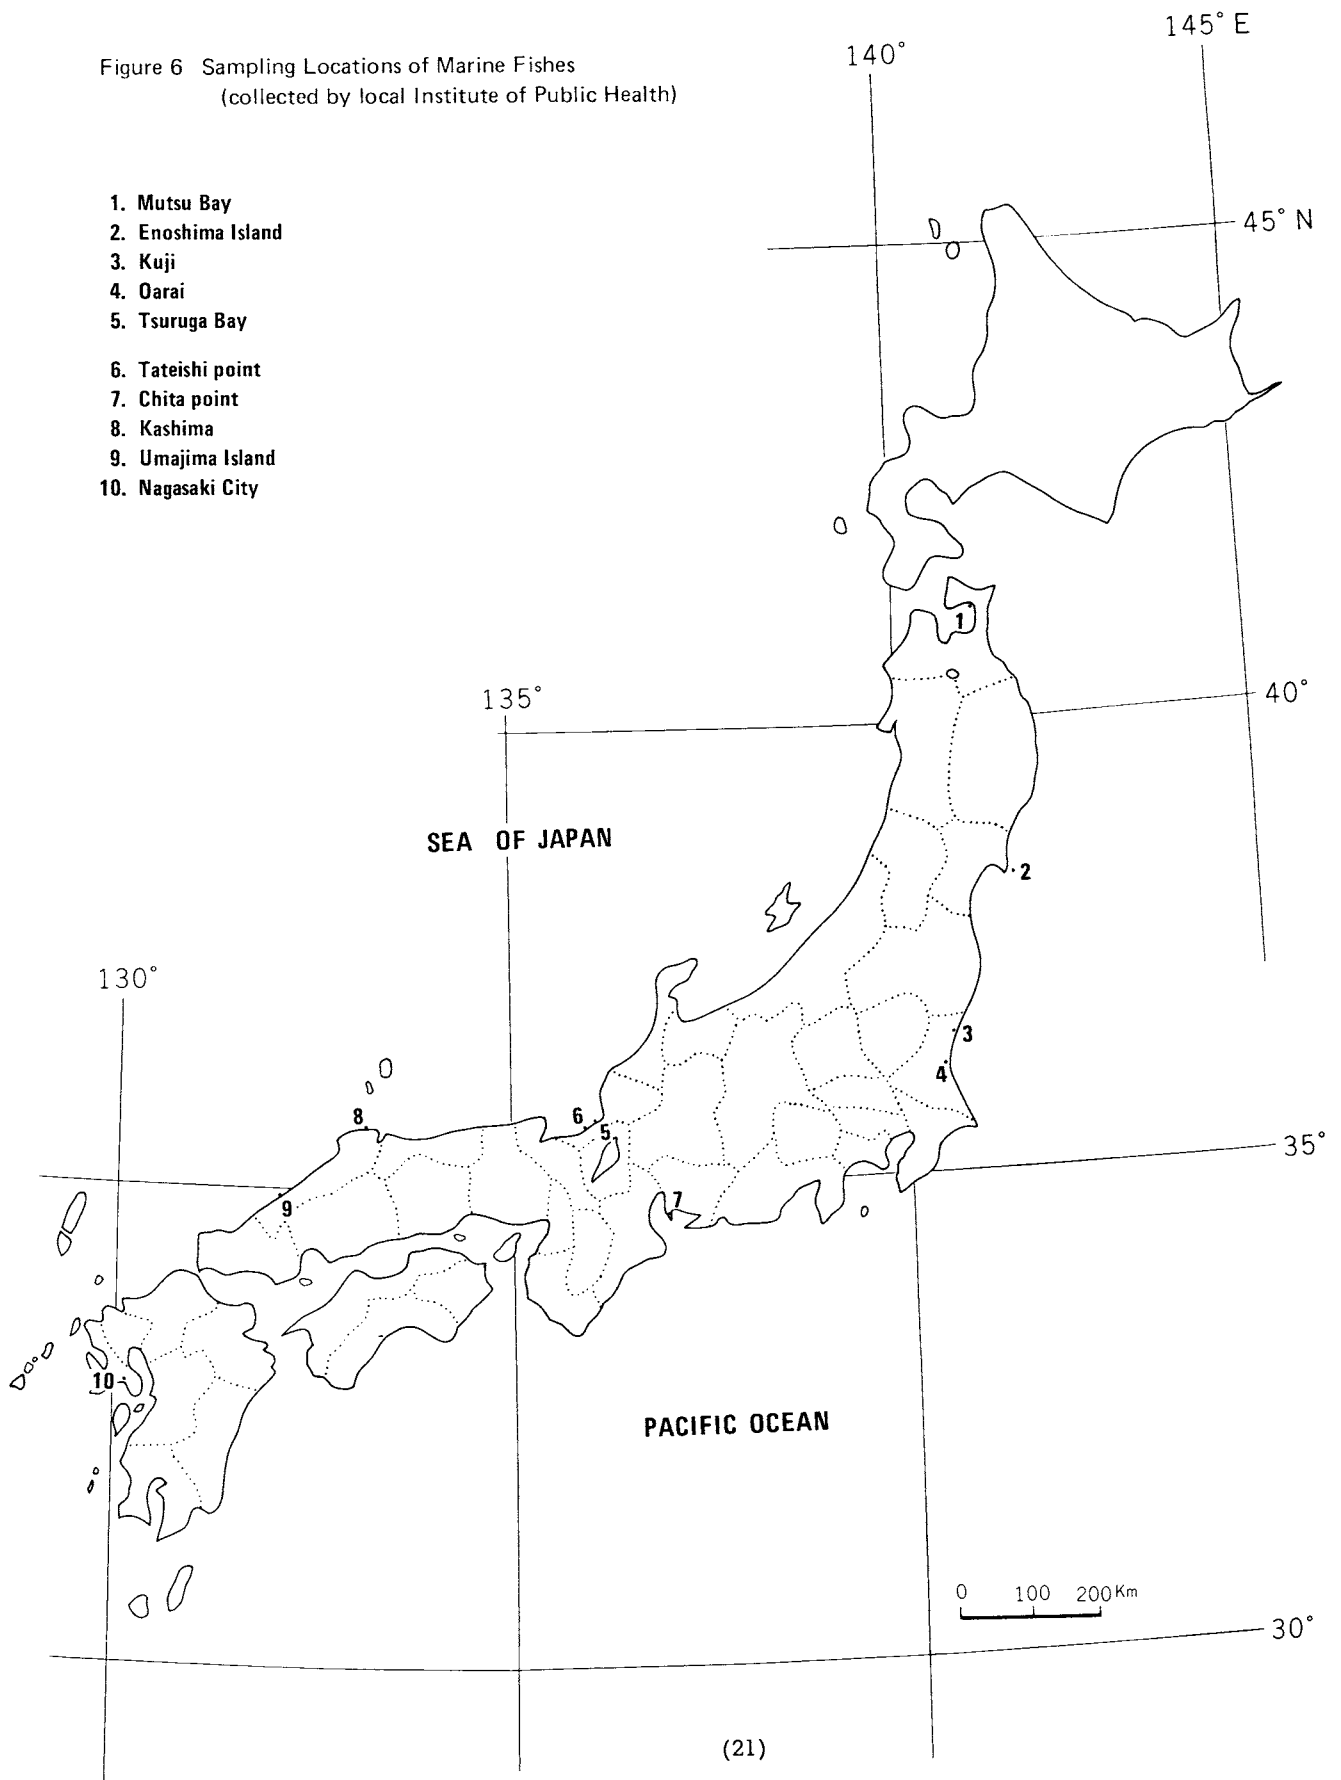 Figure 6 Sampling Locations of Marine Fishes
(collected by local Institute of Public Health)
1. Mutsu Bay
2. Enoshima Island
3. Kuji
4. Oarai
5. Tsuruga Bay
6. Tateishi point
7. Chita point
8. Kashima
9. Umajima Island
10. Nagasaki City
145° E
140°
45° N
1
135°
40°
SEA OF JAPAN
2
130°
3
4
8
6
5
35°
7
9
10
PACIFIC OCEAN
0 100 200 Km
30°
(21)